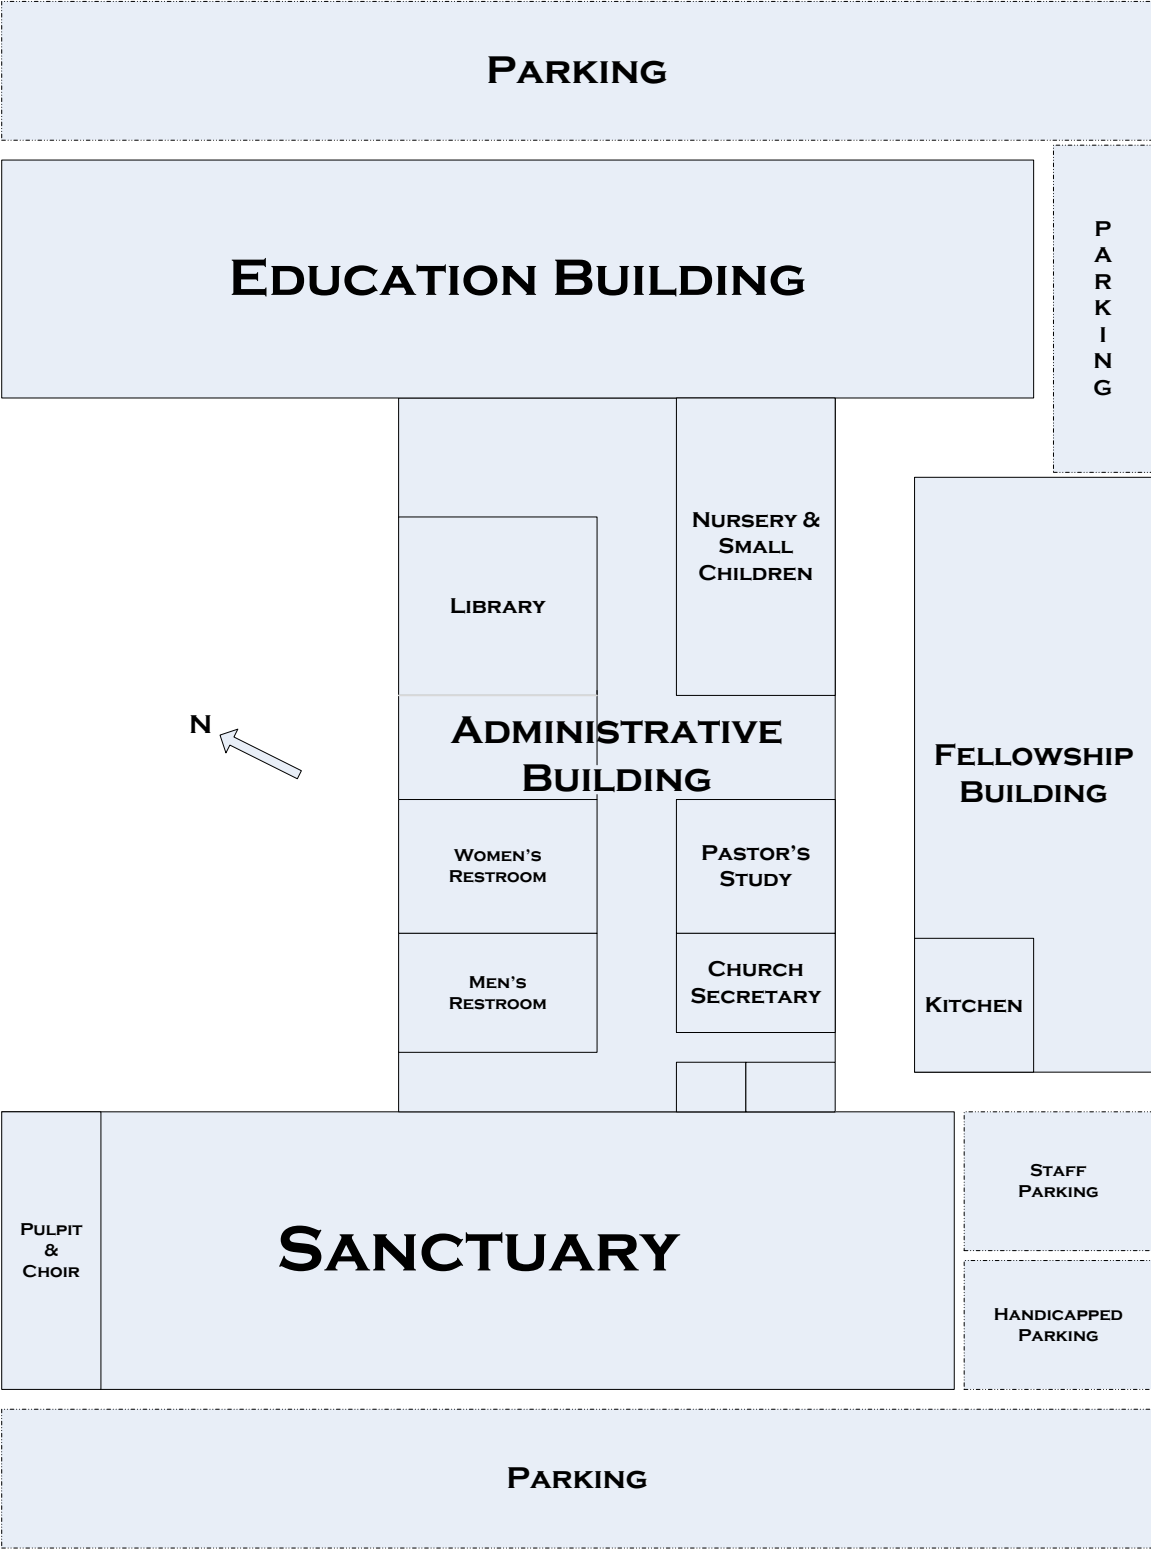 Parking
Education Building
P
A
R
K
I
N
G
Nursery &
Small
Children
Library
N
Administrative
Building
Fellowship
Building
Women's
Restroom
Pastor's
Study
Men's
Restroom
Church
Secretary
Kitchen
Pulpit
&
Choir
Sanctuary
Staff
Parking
Handicapped
Parking
Parking